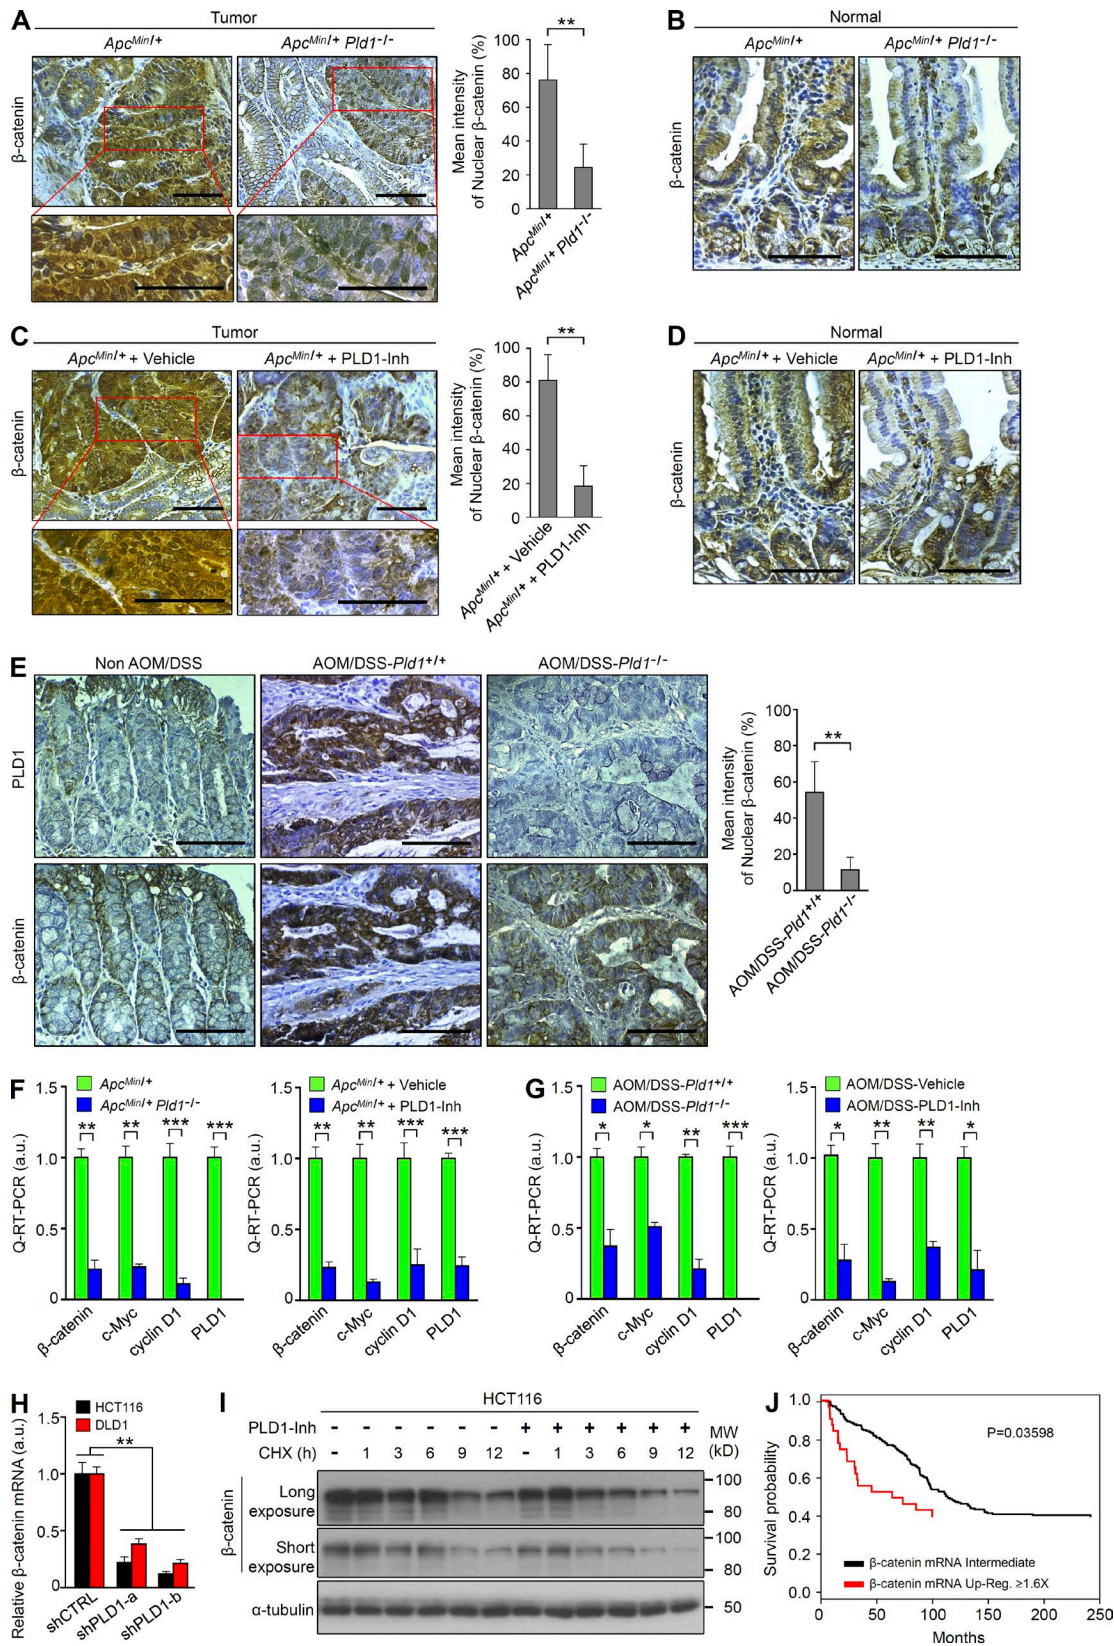 A
Tumor
ApcMin/+
ApcMin/+ Pld1-/-
β-catenin
Mean intensity
of Nuclear β-catenin (%)
100
80
60
40
20
0
**
ApcMin/+
ApcMin/+ Pld1-/-
B
Normal
ApcMin/+
ApcMin/+ Pld1-/-
β-catenin
C
Tumor
ApcMin/+ + Vehicle
ApcMin/+ + PLD1-Inh
β-catenin
Mean intensity
of Nuclear β-catenin (%)
100
80
60
40
20
0
**
ApcMin/+ + Vehicle
ApcMin/+ + PLD1-Inh
D
Normal
ApcMin/+ + Vehicle
ApcMin/+ + PLD1-Inh
β-catenin
E
Non AOM/DSS
AOM/DSS-Pld1+/+
AOM/DSS-Pld1-/-
PLD1
β-catenin
Mean intensity
of Nuclear β-catenin (%)
100
80
60
40
20
0
**
AOM/DSS-Pld1+/+
AOM/DSS-Pld1-/-
F
ApcMin/+
ApcMin/+ Pld1-/-
Q-RT-PCR (a.u.)
1.5
1.0
0.5
0
** ** *** ***
β-catenin
c-Myc
cyclin D1
PLD1
ApcMin/+ + Vehicle
ApcMin/+ + PLD1-Inh
Q-RT-PCR (a.u.)
1.5
1.0
0.5
0
** ** *** ***
β-catenin
c-Myc
cyclin D1
PLD1
G
AOM/DSS-Pld1+/+
AOM/DSS-Pld1-/-
Q-RT-PCR (a.u.)
1.5
1.0
0.5
0
* * ** ***
β-catenin
c-Myc
cyclin D1
PLD1
AOM/DSS-Vehicle
AOM/DSS-PLD1-Inh
Q-RT-PCR (a.u.)
1.5
1.0
0.5
0
* ** ** *
β-catenin
c-Myc
cyclin D1
PLD1
H
HCT116
DLD1
Relative β-catenin mRNA (a.u.)
1.5
1.0
0.5
0
**
shCTRL
shPLD1-a
shPLD1-b
I
HCT116
PLD1-Inh - - - - - - + + + + + + MW
CHX (h) - 1 3 6 9 12 - 1 3 6 9 12 (kD)
β-catenin
Long
exposure
100
80
Short
exposure
100
80
α-tubulin
50
J
P=0.03598
Survival probability
1.0
0.8
0.6
0.4
0.2
0.0
β-catenin mRNA Intermediate
β-catenin mRNA Up-Reg. ≥1.6X
0 50 100 150 200 250
Months